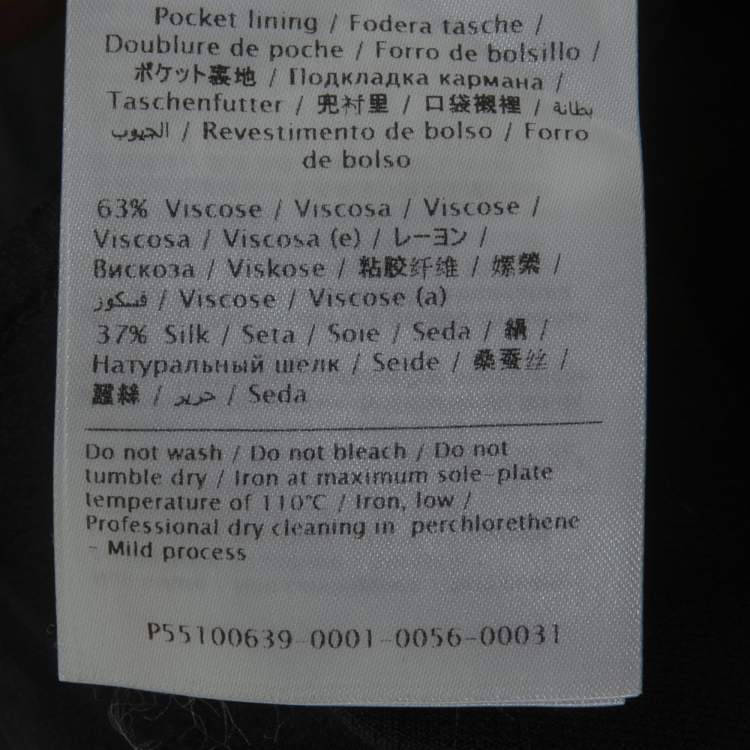 Pocket lining / Fodera tasche /
Doublure de poche / Forro de bolsillo /
ポケット裏地 / Подкладка кармана /
Taschenfutter / 兜衬里 / 口袋襯裡 / بطانة
الجيوب / Revestimento de bolso / Forro
de bolso
63% Viscose / Viscosa / Viscose /
Viscosa / Viscosa (e) / レーヨン /
Вискоза / Viskose / 粘胶纤维 / 嫘縈 /
فسكوز / Viscose / Viscose (a)
37% Silk / Seta / Soie / Seda / 絹 /
Натуральный шелк / Seide / 桑蚕丝 /
蠶絲 / حرير / Seda
Do not wash / Do not bleach / Do not
tumble dry / Iron at maximum sole-plate
temperature of 110°C / Iron, low /
Professional dry cleaning in perchlorethene
- Mild process
P55100639-0001-0056-00031